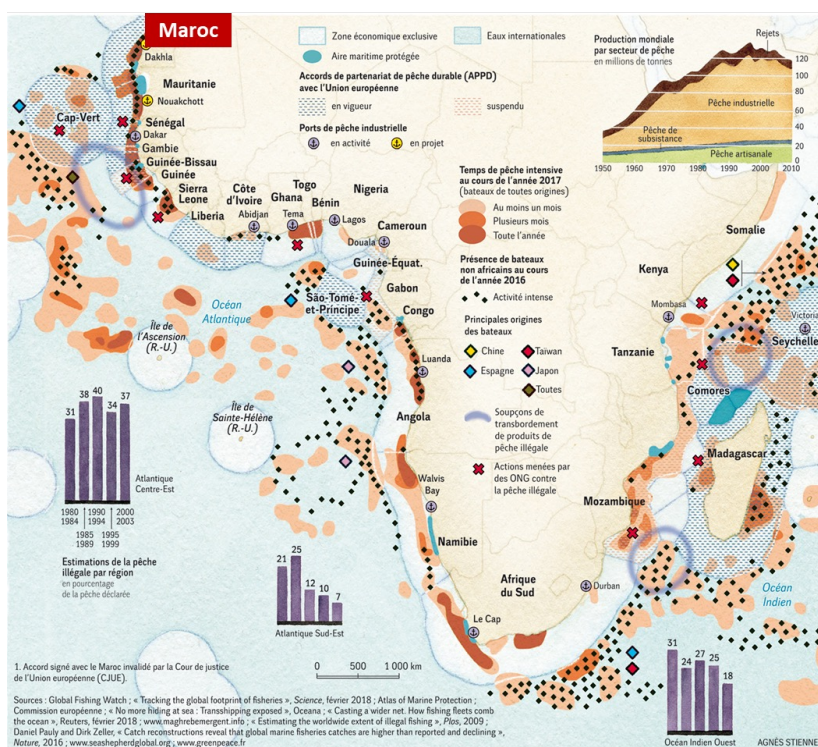 Maroc
Zone économique exclusive
Eaux internationales
Aire maritime protégée
Accords de partenariat de pêche durable (APPD)
avec l'Union européenne
en vigueur
suspendu
Ports de pêche industrielle
en activité
en projet
Production mondiale
par secteur de pêche
en millions de tonnes
Rejets
120
100
80
60
40
20
0
Pêche industrielle
Pêche de
subsistance
Pêche artisanale
1950 1960 1970 1980 1990 2000 2010
Dakhla
Mauritanie
Nouakchott
Cap-Vert
Sénégal
Dakar
Gambie
Guinée-Bissau
Guinée
Sierra
Leone
Liberia
Côte
d'Ivoire
Abidjan
Ghana
Tema
Togo
Bénin
Nigeria
Lagos
Cameroun
Douala
Guinée-Équat.
São-Tomé-
et-Príncipe
Gabon
Congo
Luanda
Angola
Walvis
Bay
Namibie
Afrique
du Sud
Le Cap
Durban
Mozambique
Madagascar
Comores
Tanzanie
Mombasa
Kenya
Somalie
Victoria
Seychelle
Océan
Atlantique
Île de
l'Ascension
(R.-U.)
Île de
Sainte-Hélène
(R.-U.)
Océan
Indien
Temps de pêche intensive
au cours de l'année 2017
(bateaux de toutes origines)
Au moins un mois
Plusieurs mois
Toute l'année
Présence de bateaux
non africains au cours
de l'année 2016
Activité intense
Principales origines
des bateaux
Chine
Taïwan
Espagne
Japon
Toutes
Soupçons de
transbordement
de produits de
pêche illégale
Actions menées par
des ONG contre
la pêche illégale
31 38 40 34 37
Atlantique
Centre-Est
1980 1990 2000
1984 1994 2003
1985 1995
1989 1999
Estimations de la pêche
illégale par région
en pourcentage
de la pêche déclarée
21 25 12 10 7
Atlantique Sud-Est
31 24 27 25 18
Océan Indien Ouest
0 500 1 000 km
1. Accord signé avec le Maroc invalidé par la Cour de justice
de l'Union européenne (CJUE).
Sources : Global Fishing Watch ; « Tracking the global footprint of fisheries », Science, février 2018 ; Atlas of Marine Protection ;
Commission européenne ; « No more hiding at sea : Transshipping exposed », Oceana ; « Casting a wider net. How fishing fleets comb
the ocean », Reuters, février 2018 ; www.maghrebemergent.info ; « Estimating the worldwide extent of illegal fishing », Plos, 2009 ;
Daniel Pauly and Dirk Zeller, « Catch reconstructions reveal that global marine fisheries catches are higher than reported and declining »,
Nature, 2016 ; www.seashepherdglobal.org ; www.greenpeace.fr
AGNÈS STIENNE